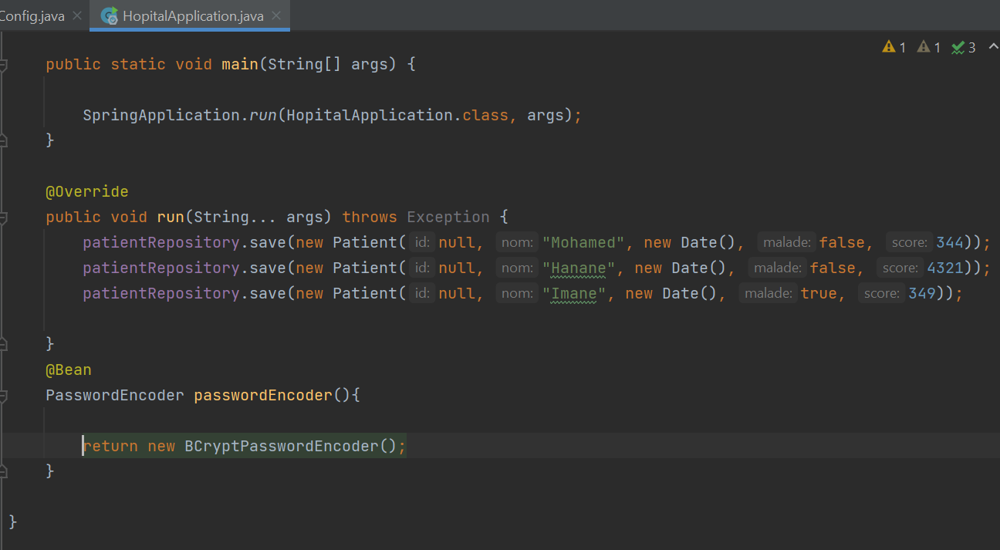 Config.java HopitalApplication.java
1 1 3
public static void main(String[] args) {
SpringApplication.run(HopitalApplication.class, args);
}
@Override
public void run(String... args) throws Exception {
patientRepository.save(new Patient( id: null, nom: "Mohamed", new Date(), malade: false, score: 344));
patientRepository.save(new Patient( id: null, nom: "Hanane", new Date(), malade: false, score: 4321));
patientRepository.save(new Patient( id: null, nom: "Imane", new Date(), malade: true, score: 349));
}
@Bean
PasswordEncoder passwordEncoder(){
return new BCryptPasswordEncoder();
}
}